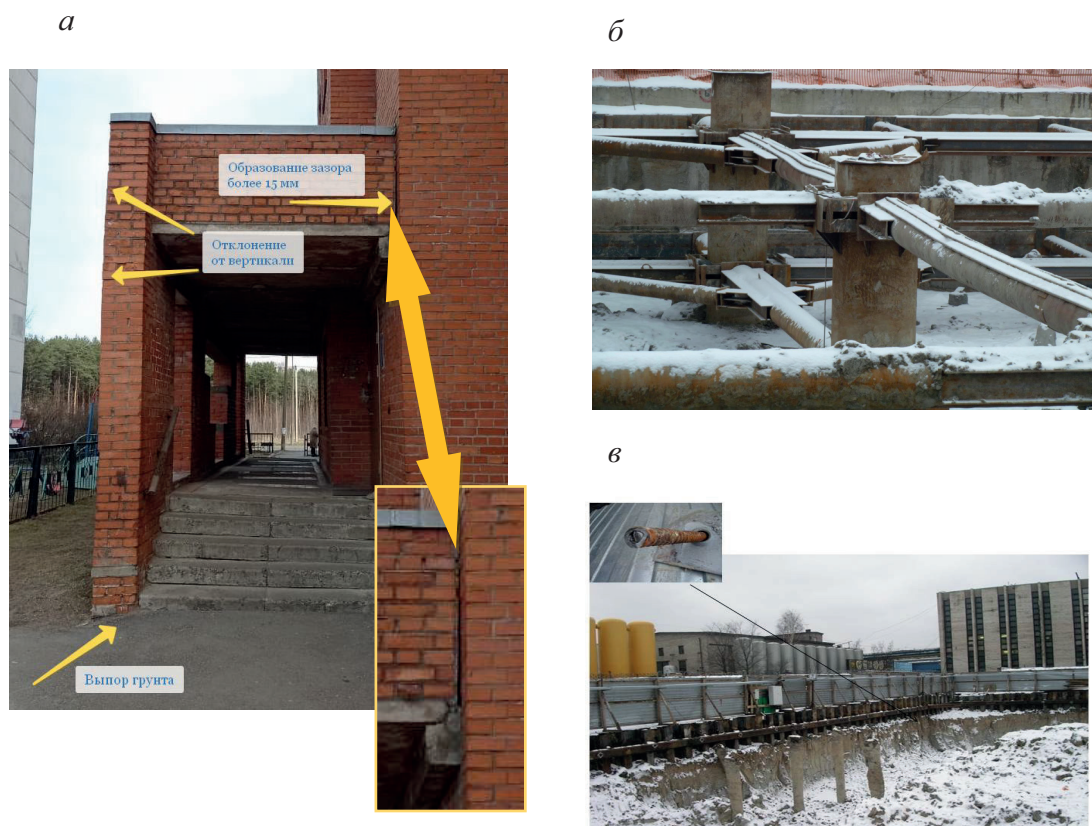 а
б
Образование зазора
более 15 мм
Отклонение
от вертикали
в
Выпор грунта